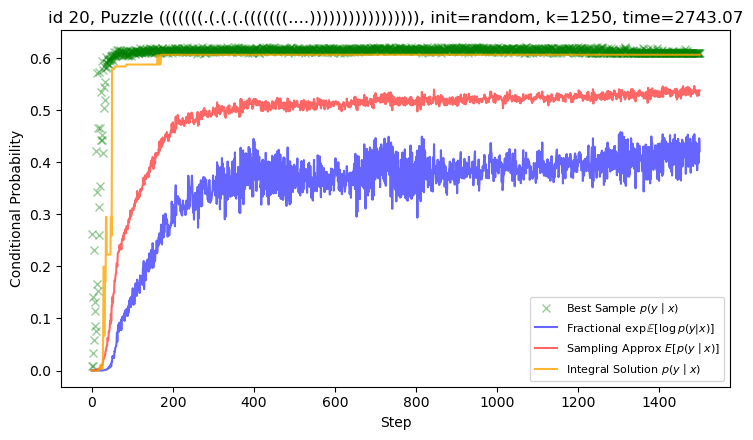 id 20, Puzzle (((((((.(.(.(.(((((((....))))))))))))))))), init=random, k=1250, time=2743.07
0.6
0.5
0.4
0.3
0.2
0.1
0.0
Conditional Probability
Best Sample p(y | x)
Fractional exp𝔼[log p(y|x)]
Sampling Approx E[p(y | x)]
Integral Solution p(y | x)
0 200 400 600 800 1000 1200 1400
Step